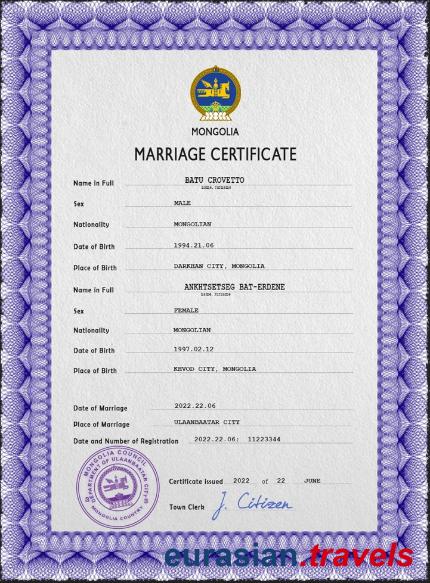 MONGOLIA
MARRIAGE CERTIFICATE
Name in Full BATU CROVETTO
Sex MALE
Nationality MONGOLIAN
Date of Birth 1994.21.06
Place of Birth DARKHAN CITY, MONGOLIA
Name in Full ANKHTSETSEG BAT-ERDENE
Sex FEMALE
Nationality MONGOLIAN
Date of Birth 1997.02.12
Place of Birth KHVOD CITY, MONGOLIA
Date of Marriage 2022.22.06
Place of Marriage ULAANBAATAR CITY
Date and Number of Registration 2022.22.06; 11223344
MONGOLIA COUNCIL
DEPARTMENT OF ULAANBAATAR CITY
MONGOLIA COUNTRY
Certificate issued 2022 of 22 JUNE
Town Clerk J. Citizen
eurasian.travels